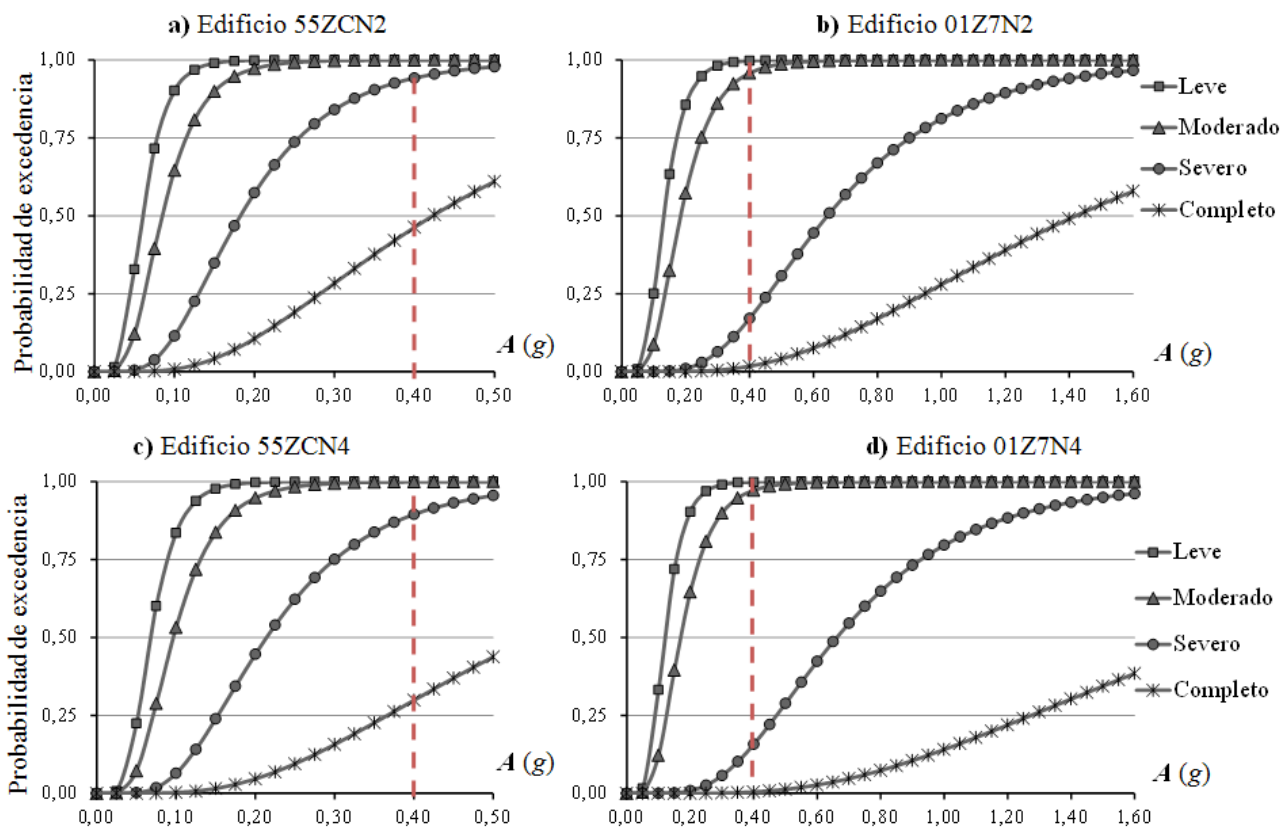 a) Edificio 55ZCN2
Probabilidad de excedencia
1,00
0,75
0,50
0,25
0,00
A (g)
0,00 0,10 0,20 0,30 0,40 0,50
b) Edificio 01Z7N2
1,00
0,75
0,50
0,25
0,00
A (g)
0,00 0,20 0,40 0,60 0,80 1,00 1,20 1,40 1,60
Leve
Moderado
Severo
Completo
c) Edificio 55ZCN4
Probabilidad de excedencia
1,00
0,75
0,50
0,25
0,00
A (g)
0,00 0,10 0,20 0,30 0,40 0,50
d) Edificio 01Z7N4
1,00
0,75
0,50
0,25
0,00
A (g)
0,00 0,20 0,40 0,60 0,80 1,00 1,20 1,40 1,60
Leve
Moderado
Severo
Completo